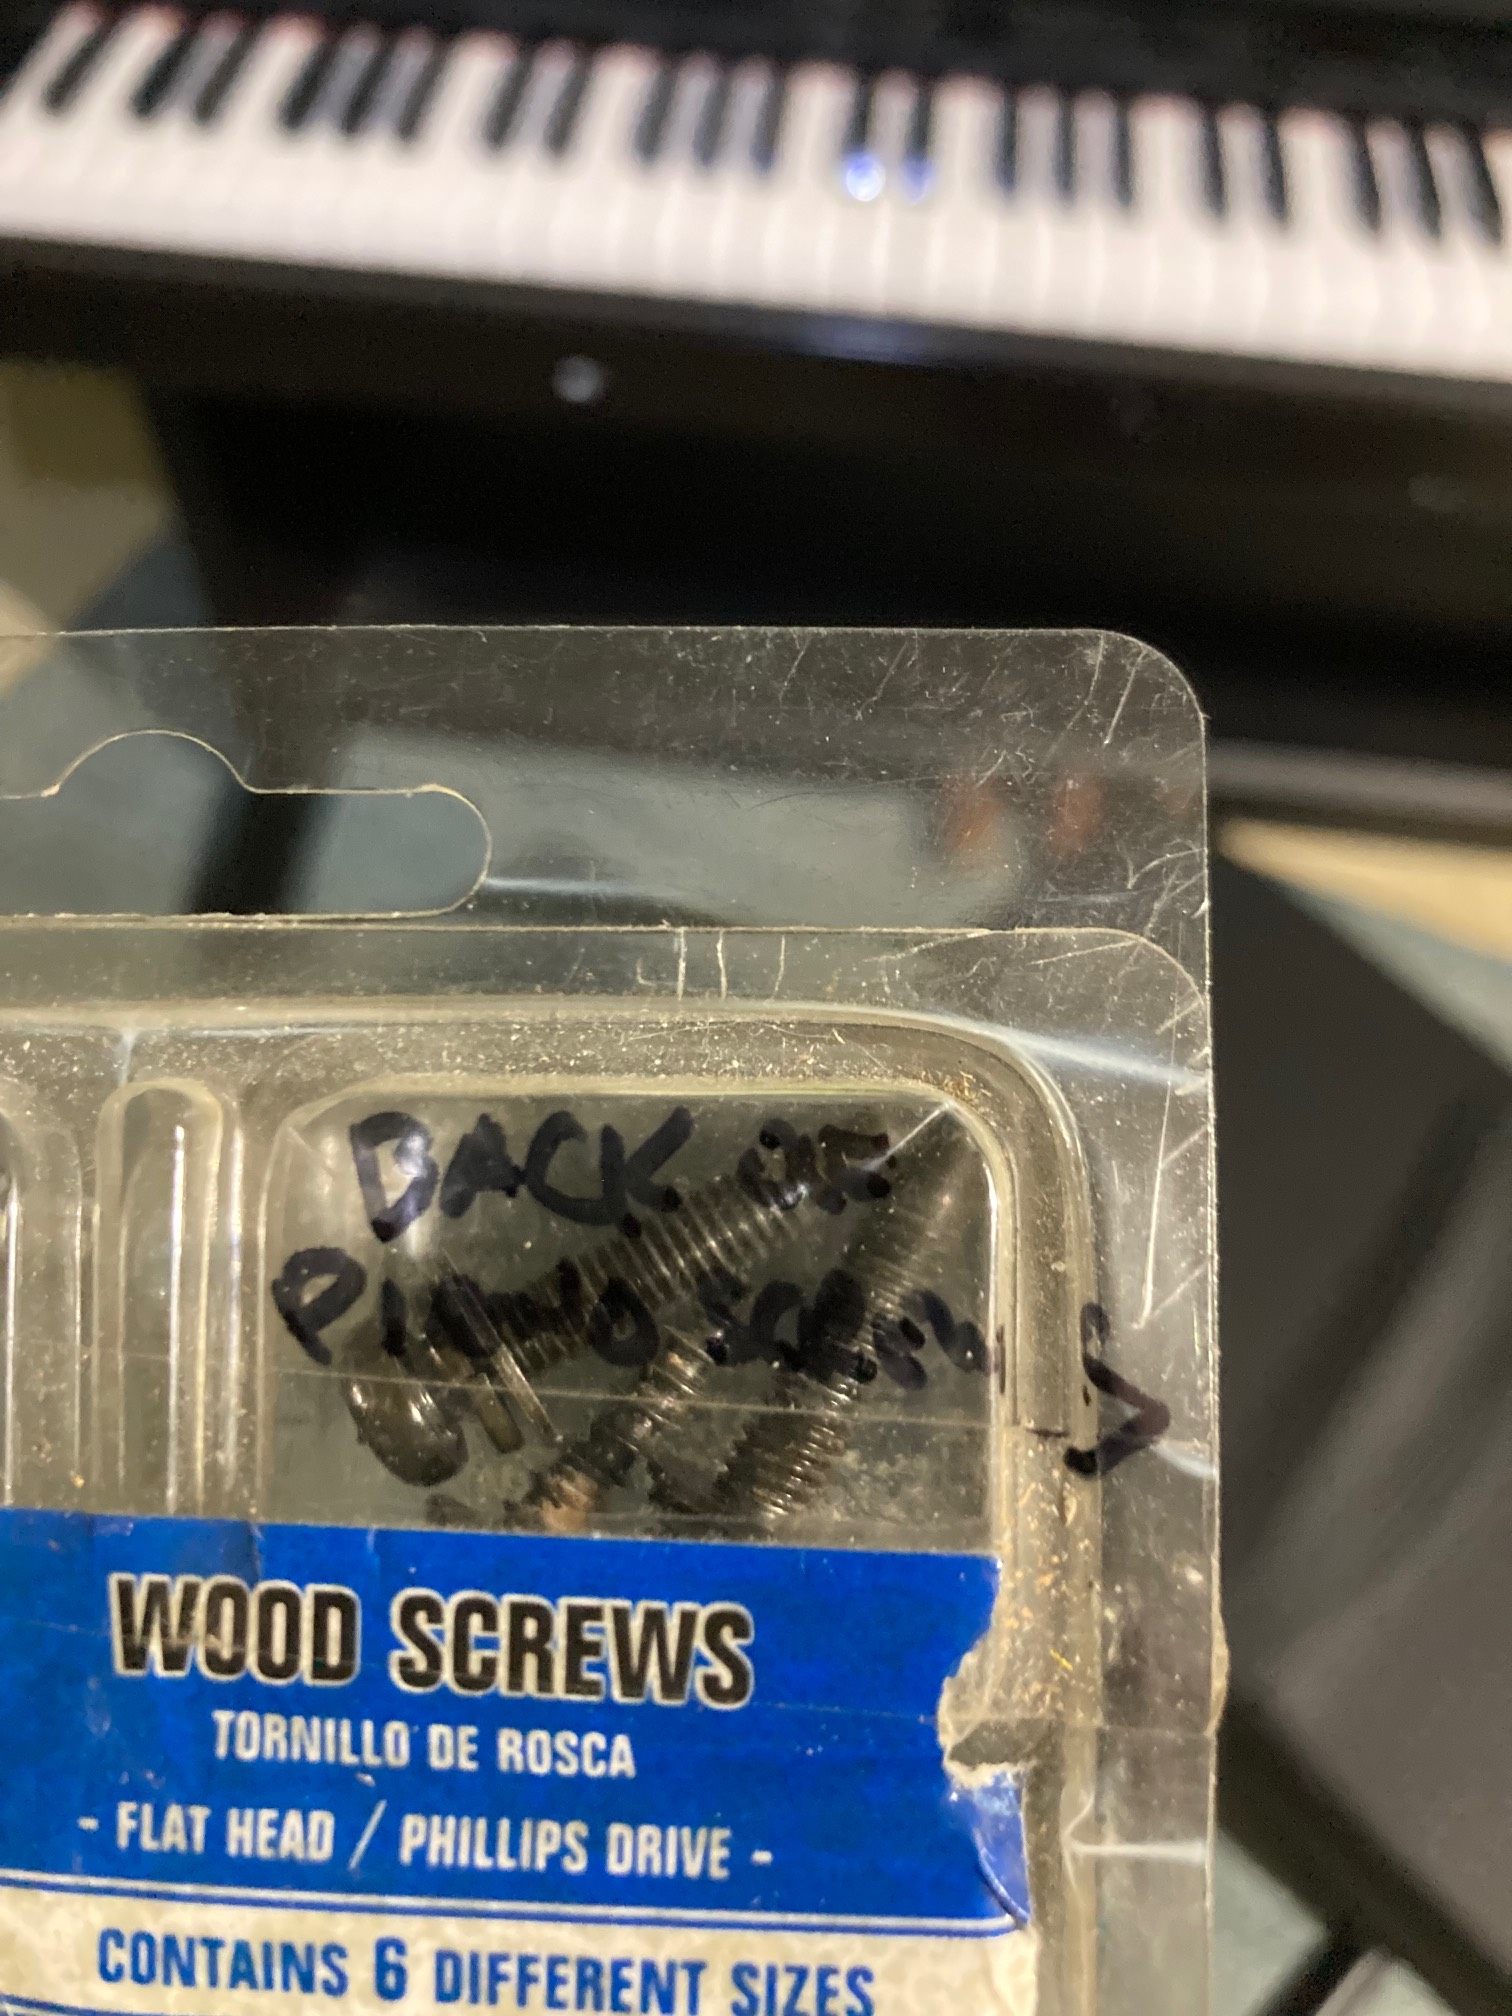 BACK OF
PIANO SCREWS
WOOD SCREWS
TORNILLO DE ROSCA
- FLAT HEAD / PHILLIPS DRIVE -
CONTAINS 6 DIFFERENT SIZES